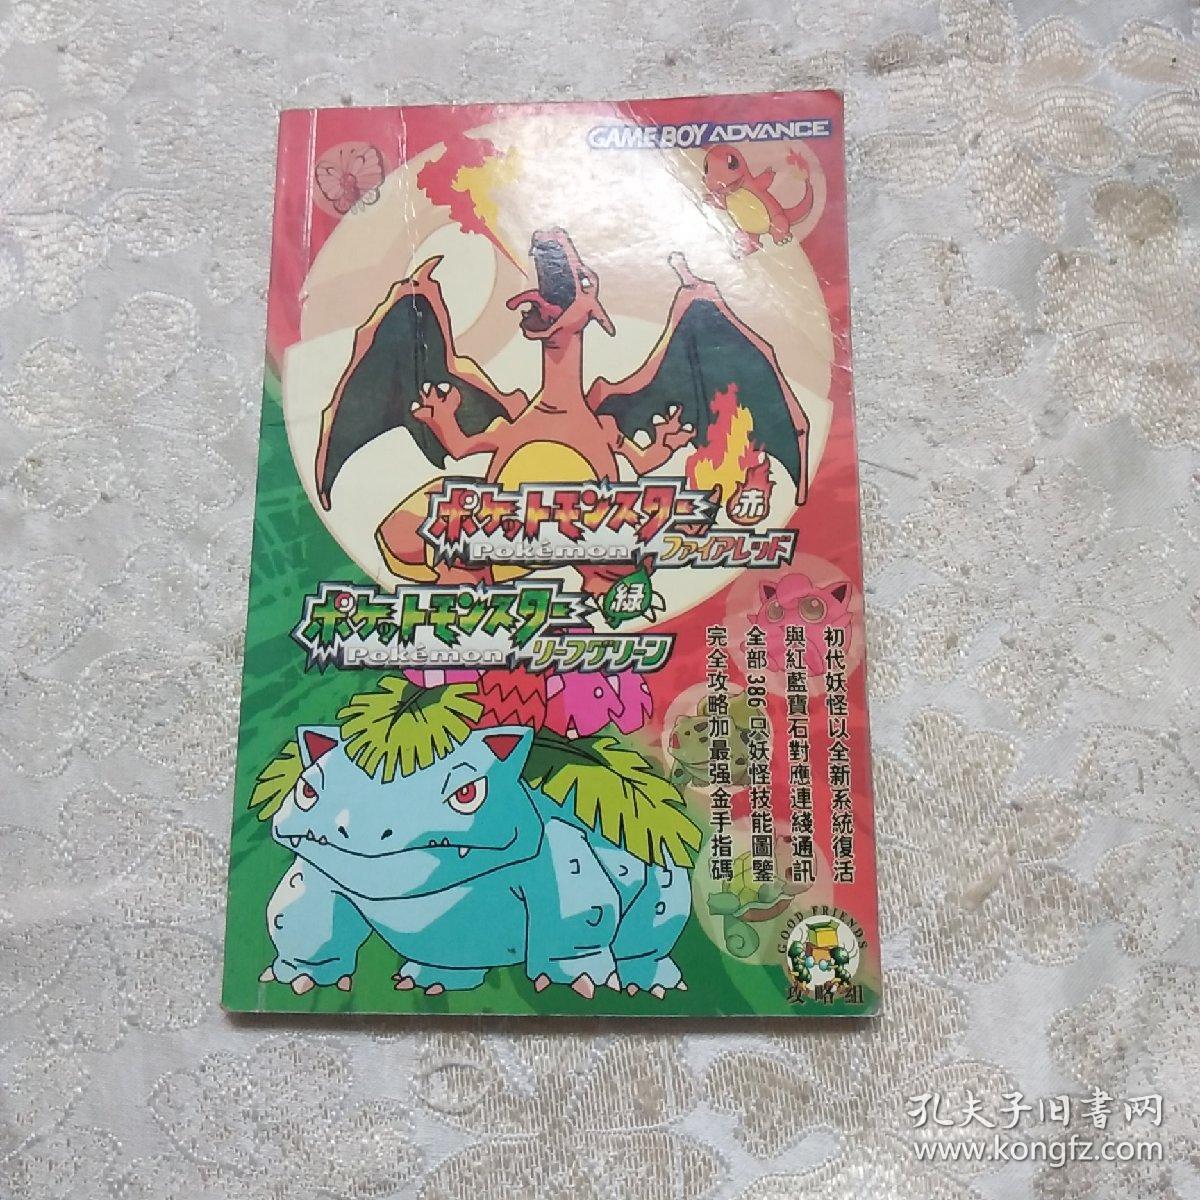 GAME BOY ADVANCE
ポケットモンスター 赤
Pokémon ファイアレッド
ポケットモンスター 緑
Pokémon リーフグリーン
初代妖怪以全新系統復活
與紅藍寶石對應連綫通訊
全部386只妖怪技能圖鑒
完全攻略加最强金手指碼
GOOD FRIENDS
攻略組
孔夫子旧書网
www.kongfz.com